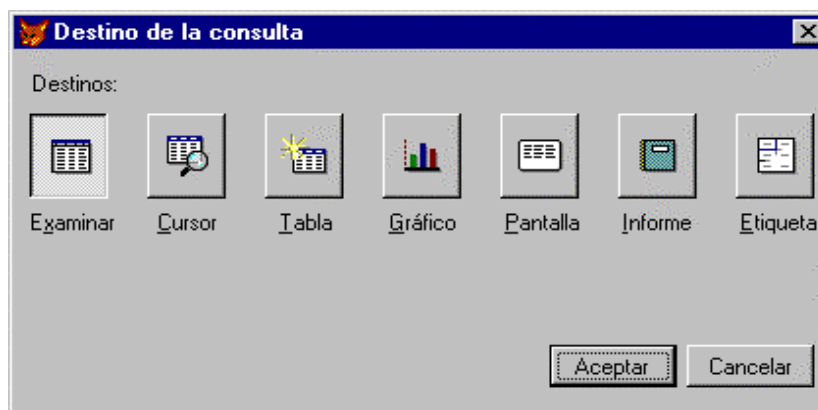 Destino de la consulta
Destinos:
Examinar Cursor Tabla Gráfico Pantalla Informe Etiqueta
Aceptar Cancelar